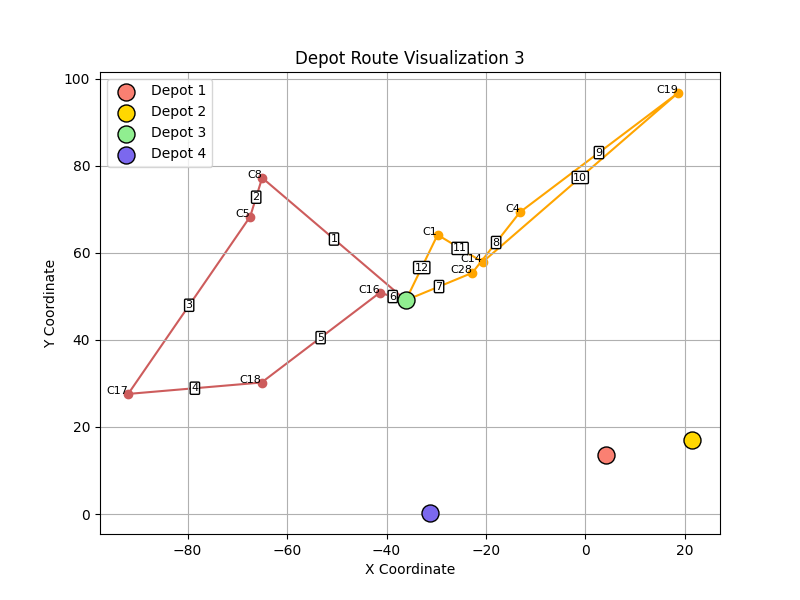 Depot Route Visualization 3
Depot 1
Depot 2
Depot 3
Depot 4
C19
9
10
C8
2
C5
1
C4
C1
8
11
C14
12
C28
7
C16
6
3
5
C18
4
C17
100
80
60
40
20
0
Y Coordinate
−80
−60
−40
−20
0
20
X Coordinate